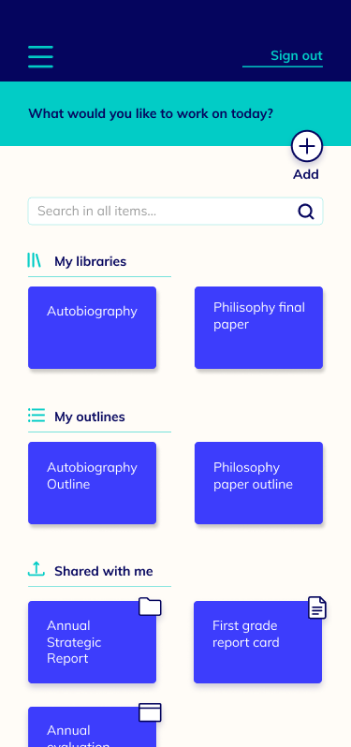 Sign out
What would you like to work on today?
Add
Search in all items...
My libraries
Autobiography
Philisophy final
paper
My outlines
Autobiography
Outline
Philosophy
paper outline
Shared with me
Annual
Strategic
Report
First grade
report card
Annual
evaluation